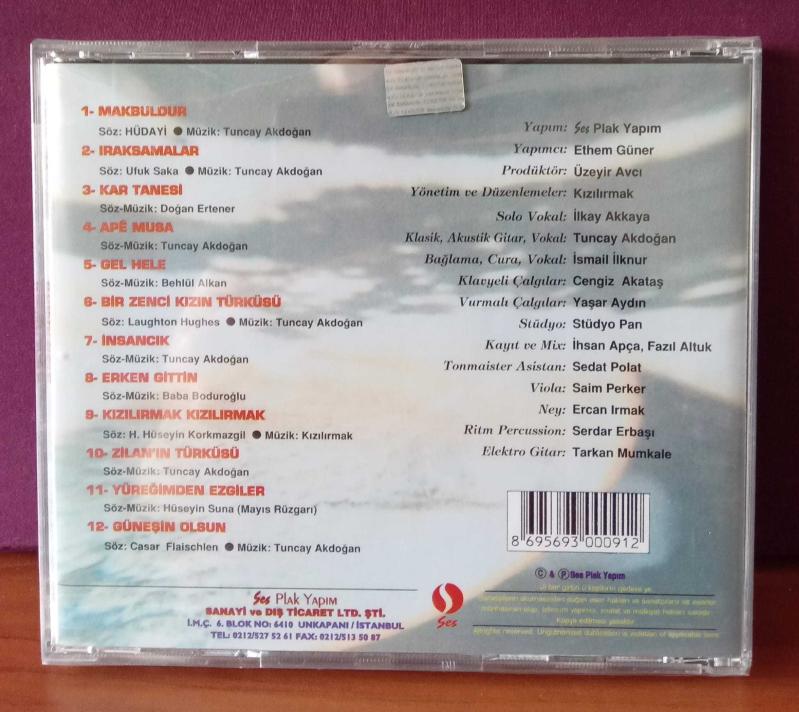 1- MAKBULDUR
Söz: HÜDAYİ ● Müzik: Tuncay Akdoğan
2- IRAKSAMALAR
Söz: Ufuk Saka ● Müzik: Tuncay Akdoğan
3- KAR TANESİ
Söz-Müzik: Doğan Ertener
4- APÊ MUSA
Söz-Müzik: Tuncay Akdoğan
5- GEL HELE
Söz-Müzik: Behlül Alkan
6- BİR ZENCİ KIZIN TÜRKÜSÜ
Söz: Laughton Hughes ● Müzik: Tuncay Akdoğan
7- İNSANCIK
Söz-Müzik: Tuncay Akdoğan
8- ERKEN GİTTİN
Söz-Müzik: Baba Boduroğlu
9- KIZILIRMAK KIZILIRMAK
Söz: H. Hüseyin Korkmazgil ● Müzik: Kızılırmak
10- ZİLAN'IN TÜRKÜSÜ
Söz-Müzik: Tuncay Akdoğan
11- YÜREĞİMDEN EZGİLER
Söz-Müzik: Hüseyin Suna (Mayıs Rüzgarı)
12- GÜNEŞİN OLSUN
Söz: Casar Flaischlen ● Müzik: Tuncay Akdoğan
Yapım: Ses Plak Yapım
Yapımcı: Ethem Güner
Prodüktör: Üzeyir Avcı
Yönetim ve Düzenlemeler: Kızılırmak
Solo Vokal: İlkay Akkaya
Klasik, Akustik Gitar, Vokal: Tuncay Akdoğan
Bağlama, Cura, Vokal: İsmail İlknur
Klavyeli Çalgılar: Cengiz Akataş
Vurmalı Çalgılar: Yaşar Aydın
Stüdyo: Stüdyo Pan
Kayıt ve Mix: İhsan Apça, Fazıl Altuk
Tonmaister Asistan: Sedat Polat
Viola: Saim Perker
Ney: Ercan Irmak
Ritm Percussion: Serdar Erbaşı
Elektro Gitar: Tarkan Mumkale
8 695693 000912
Ses PLAK YAPIM
SANAYİ ve DIŞ TİCARET LTD. ŞTİ.
İ.M.Ç. 6. BLOK NO: 6410 UNKAPANI / İSTANBUL
TEL: 0212/527 52 61 FAX: 0212/513 50 87
Ses
© & ℗ Ses Plak Yapım